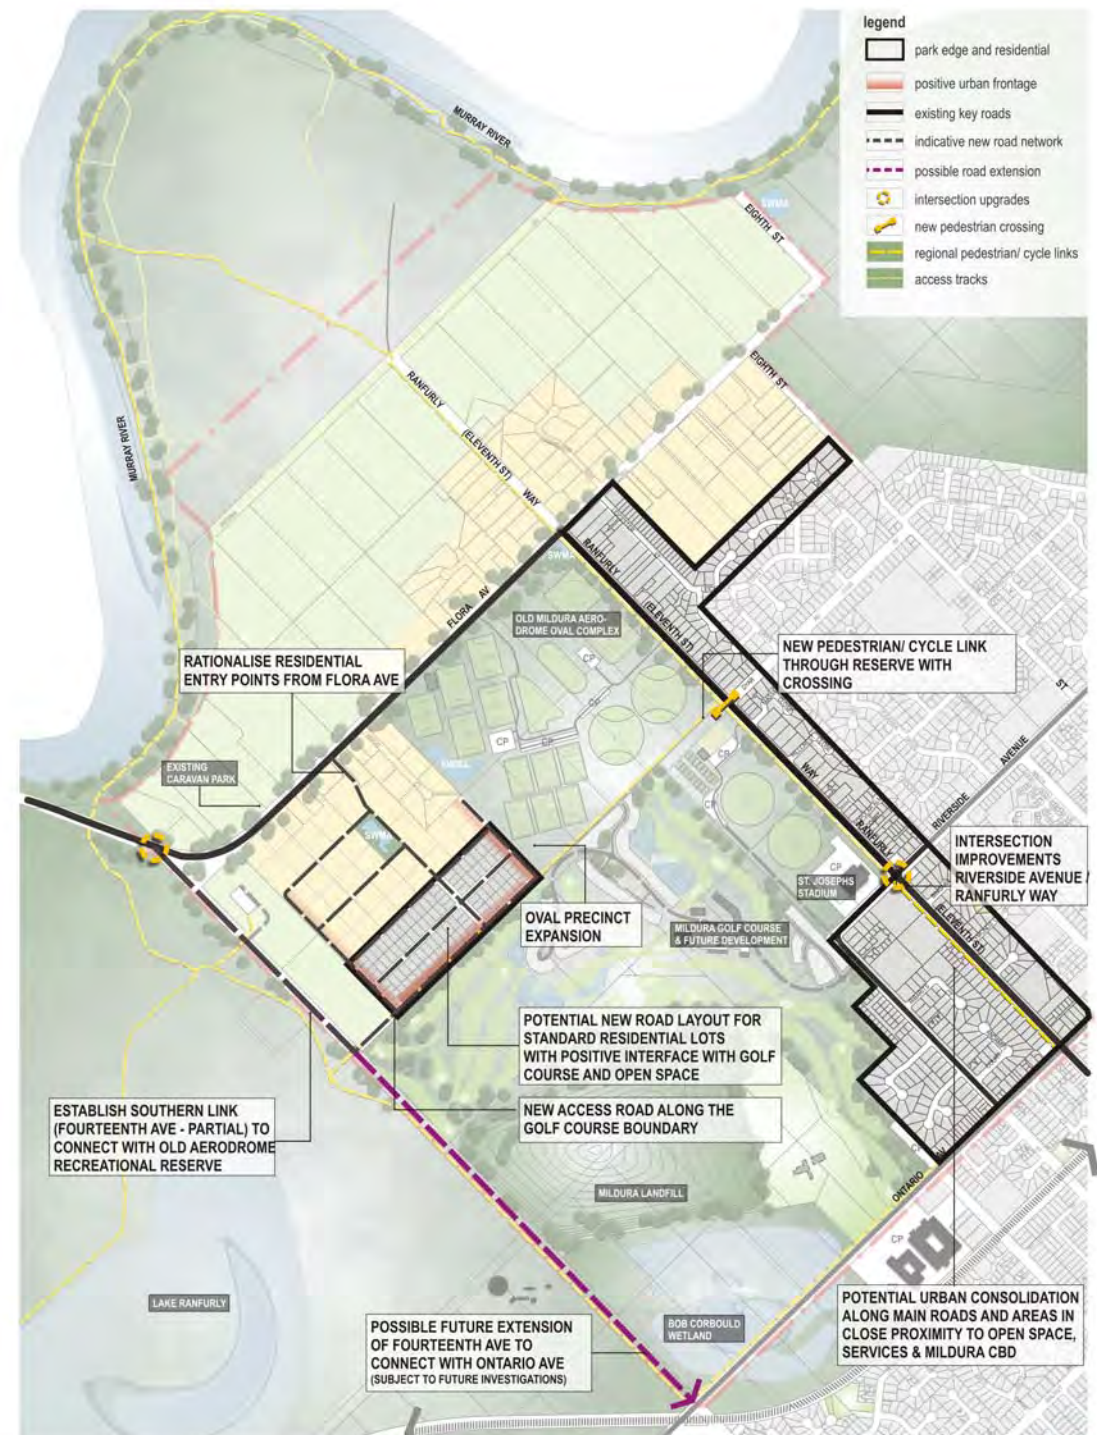 legend
park edge and residential
positive urban frontage
existing key roads
indicative new road network
possible road extension
intersection upgrades
new pedestrian crossing
regional pedestrian/ cycle links
access tracks
MURRAY RIVER
SWMA
EIGHTH ST
EIGHTH ST
RANFURLY
(ELEVENTH ST)
WAY
MURRAY RIVER
FLORA AV
SWMA
RANFURLY
(ELEVENTH ST)
WAY
RANFURLY
(ELEVENTH ST)
OLD MILDURA AERO-
DROME OVAL COMPLEX
CP
CP
CP
CP
NEW PEDESTRIAN/ CYCLE LINK
THROUGH RESERVE WITH
CROSSING
RATIONALISE RESIDENTIAL
ENTRY POINTS FROM FLORA AVE
EXISTING
CARAVAN PARK
SWMA
CP
CP
CP
ST
RIVERSIDE AVENUE
INTERSECTION
IMPROVEMENTS
RIVERSIDE AVENUE /
RANFURLY WAY
ST. JOSEPHS
STADIUM
OVAL PRECINCT
EXPANSION
MILDURA GOLF COURSE
& FUTURE DEVELOPMENT
POTENTIAL NEW ROAD LAYOUT FOR
STANDARD RESIDENTIAL LOTS
WITH POSITIVE INTERFACE WITH GOLF
COURSE AND OPEN SPACE
NEW ACCESS ROAD ALONG THE
GOLF COURSE BOUNDARY
ESTABLISH SOUTHERN LINK
(FOURTEENTH AVE - PARTIAL) TO
CONNECT WITH OLD AERODROME
RECREATIONAL RESERVE
MILDURA LANDFILL
ONTARIO AV
CP
LAKE RANFURLY
BOB CORBOULD
WETLAND
POSSIBLE FUTURE EXTENSION
OF FOURTEENTH AVE TO
CONNECT WITH ONTARIO AVE
(SUBJECT TO FUTURE INVESTIGATIONS)
POTENTIAL URBAN CONSOLIDATION
ALONG MAIN ROADS AND AREAS IN
CLOSE PROXIMITY TO OPEN SPACE,
SERVICES & MILDURA CBD